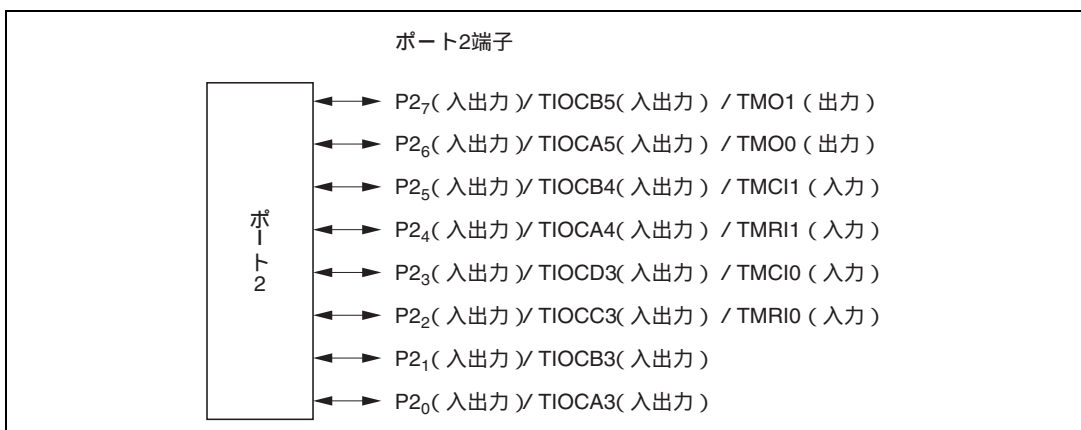 ポート2端子
ポート2
P2₇( 入出力 )/ TIOCB5( 入出力 ) / TMO1 ( 出力 )
P2₆( 入出力 )/ TIOCA5( 入出力 ) / TMO0 ( 出力 )
P2₅( 入出力 )/ TIOCB4( 入出力 ) / TMCI1 ( 入力 )
P2₄( 入出力 )/ TIOCA4( 入出力 ) / TMRI1 ( 入力 )
P2₃( 入出力 )/ TIOCD3( 入出力 ) / TMCI0 ( 入力 )
P2₂( 入出力 )/ TIOCC3( 入出力 ) / TMRI0 ( 入力 )
P2₁( 入出力 )/ TIOCB3( 入出力 )
P2₀( 入出力 )/ TIOCA3( 入出力 )